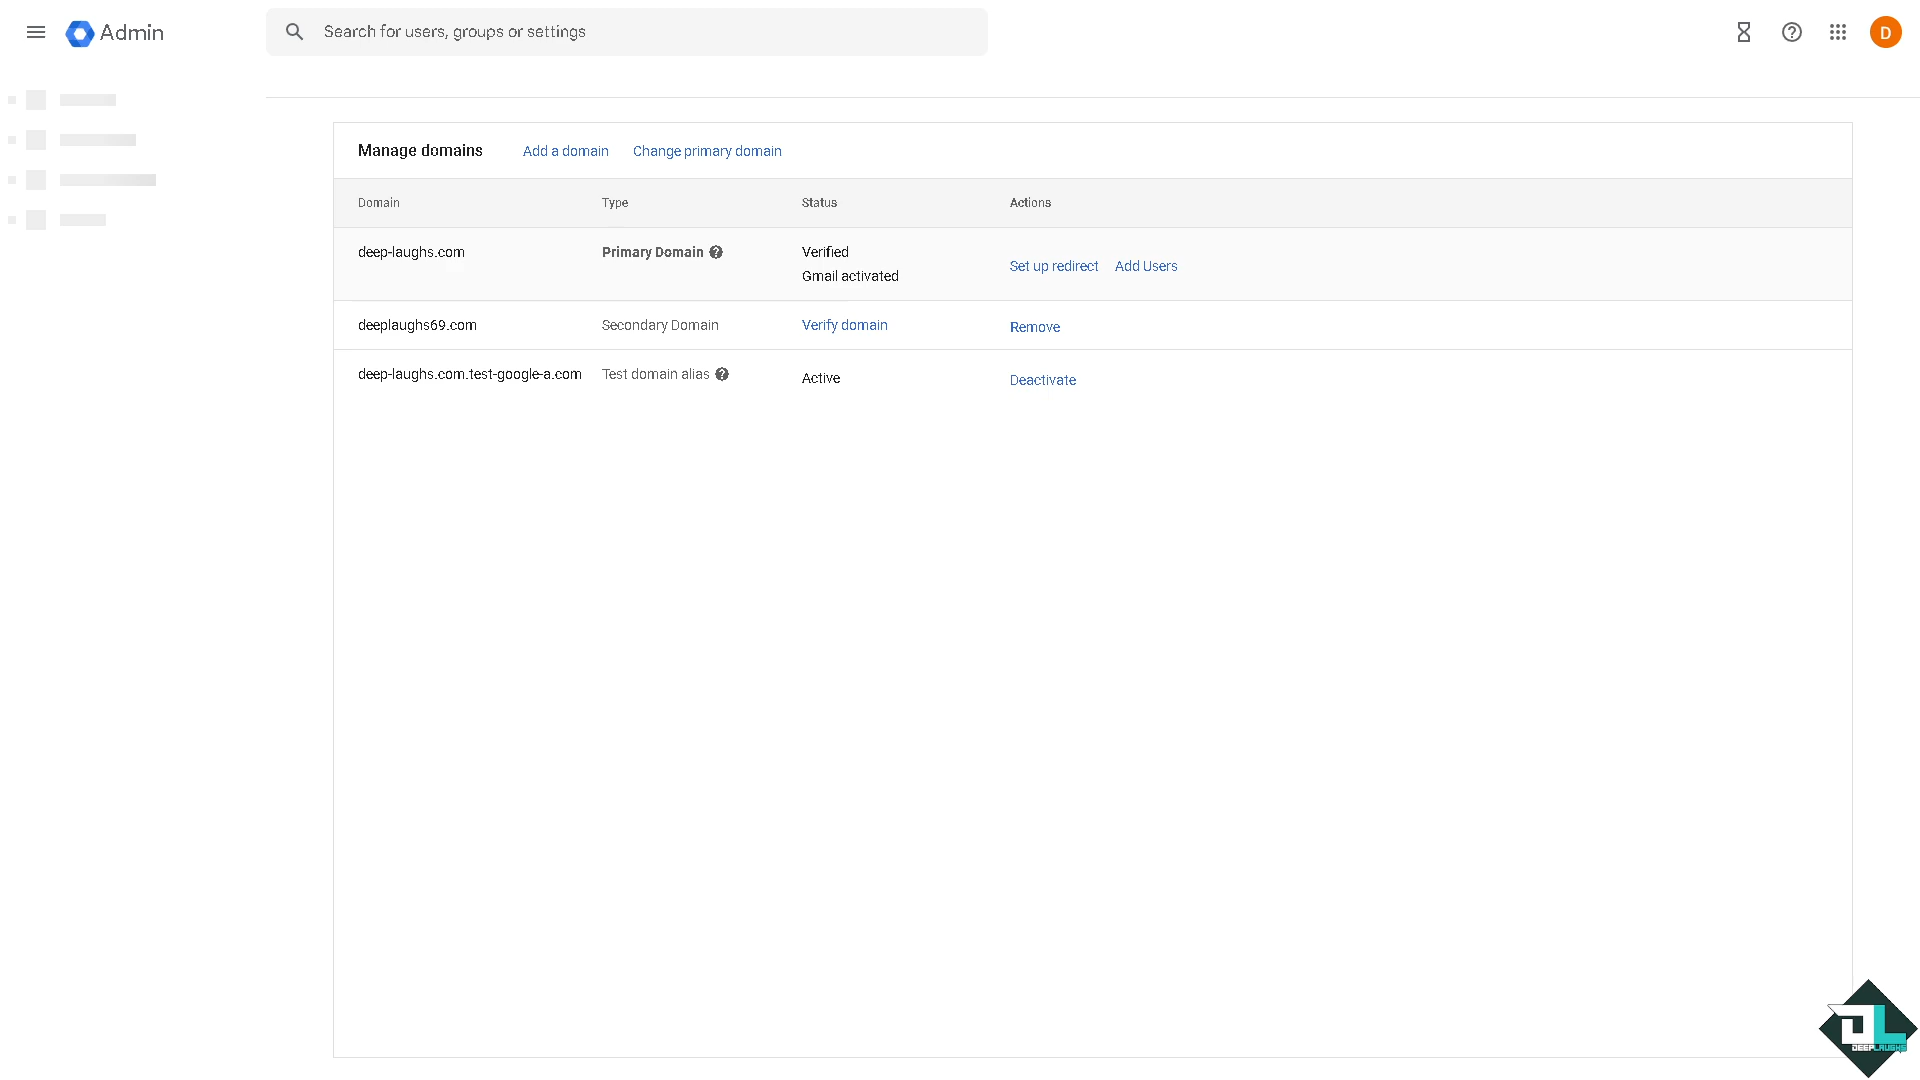 Admin
Search for users, groups or settings
D
Manage domains Add a domain Change primary domain
Domain Type Status Actions
deep-laughs.com Primary Domain Verified
Gmail activated
Set up redirect Add Users
deeplaughs69.com Secondary Domain Verify domain Remove
deep-laughs.com.test-google-a.com Test domain alias Active Deactivate
DL
DEEPLAUGHS